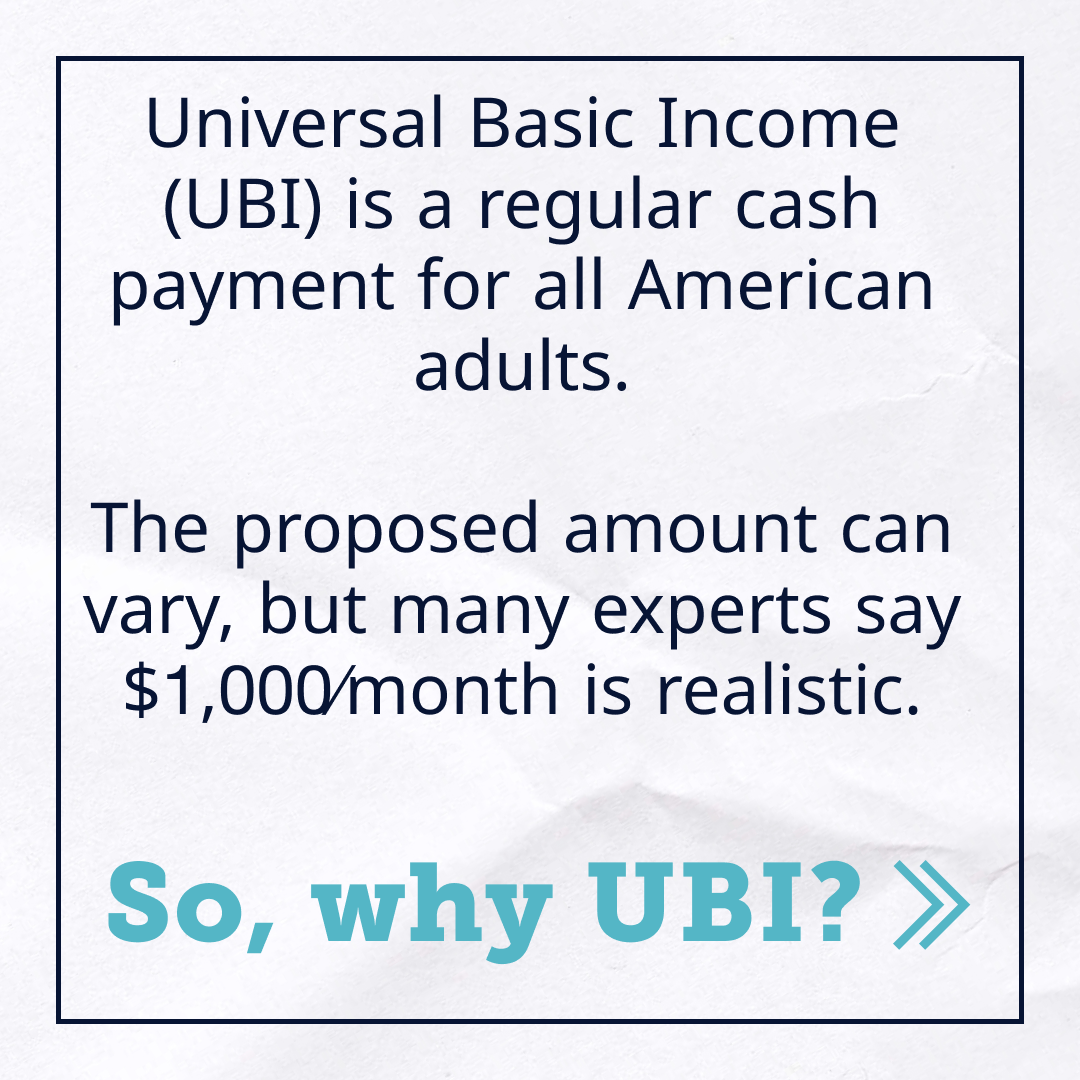 Universal Basic Income
(UBI) is a regular cash
payment for all American
adults.
The proposed amount can
vary, but many experts say
$1,000/month is realistic.
So, why UBI?